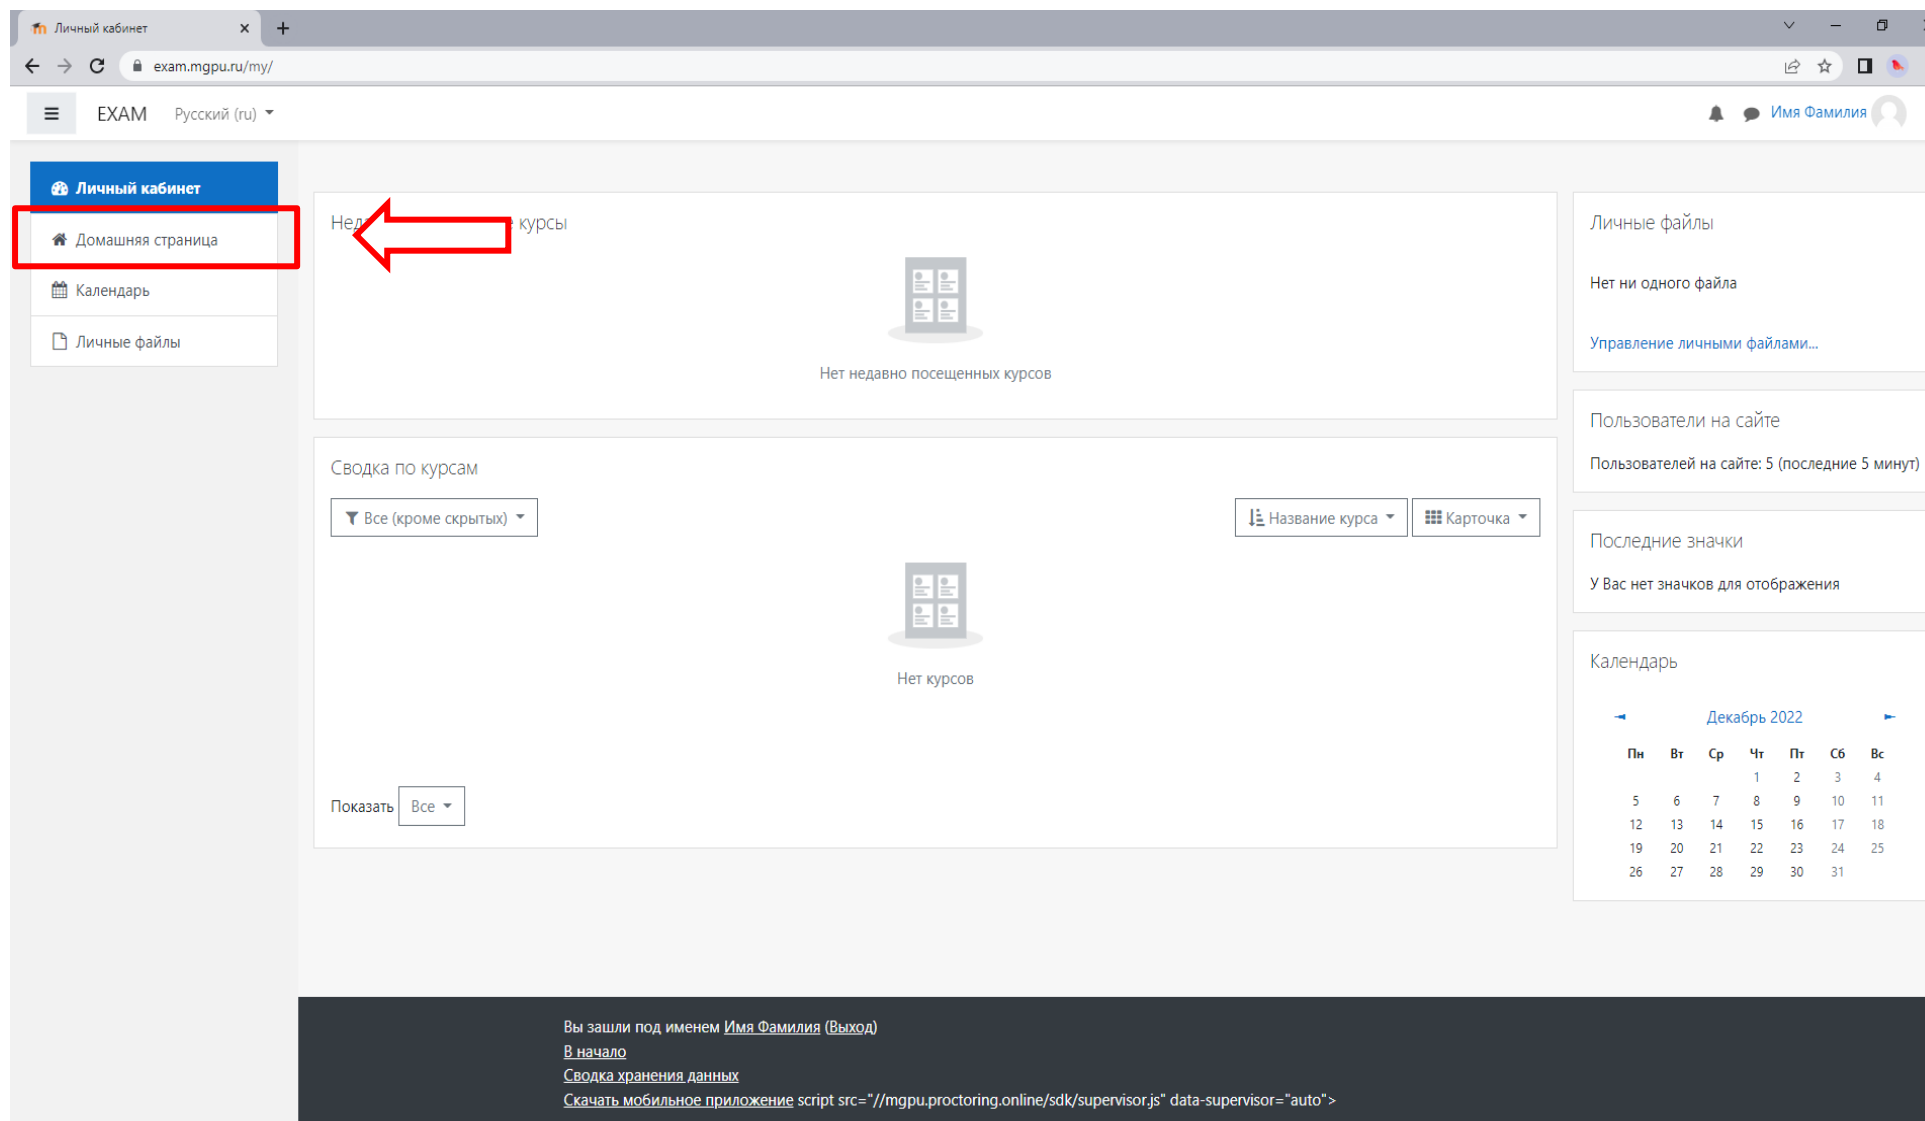 Личный кабинет
exam.mgpu.ru/my/
EXAM Русский (ru)
Имя Фамилия
Личный кабинет
Домашняя страница
Календарь
Личные файлы
курсы
Нет недавно посещенных курсов
Сводка по курсам
Все (кроме скрытых)
Название курса
Карточка
Нет курсов
Показать Все
Личные файлы
Нет ни одного файла
Управление личными файлами...
Пользователи на сайте
Пользователей на сайте: 5 (последние 5 минут)
Последние значки
У Вас нет значков для отображения
Календарь
Декабрь 2022
Пн Вт Ср Чт Пт Сб Вс
1 2 3 4
5 6 7 8 9 10 11
12 13 14 15 16 17 18
19 20 21 22 23 24 25
26 27 28 29 30 31
Вы зашли под именем Имя Фамилия (Выход)
В начало
Сводка хранения данных
Скачать мобильное приложение script src="//mgpu.proctoring.online/sdk/supervisor.js" data-supervisor="auto">